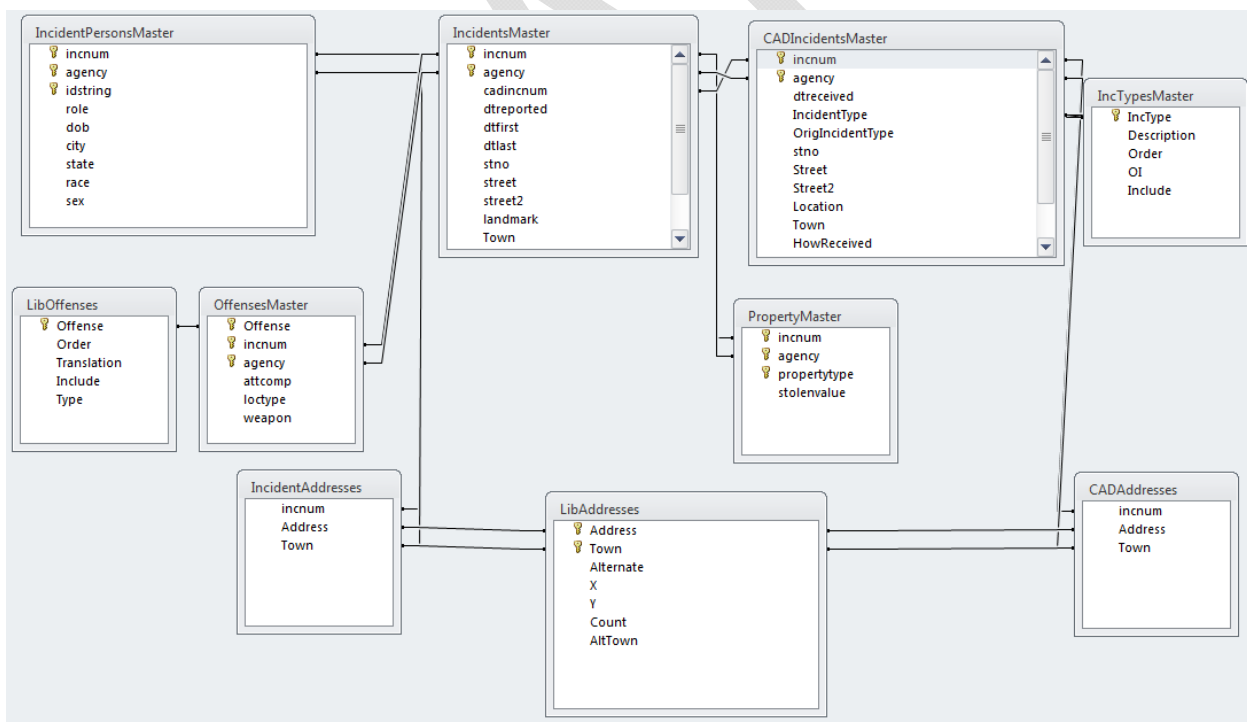 IncidentPersonsMaster
incnum
agency
idstring
role
dob
city
state
race
sex
IncidentsMaster
incnum
agency
cadincnum
dtreported
dtfirst
dtlast
stno
street
street2
landmark
Town
CADIncidentsMaster
incnum
agency
dtreceived
IncidentType
OrigIncidentType
stno
Street
Street2
Location
Town
HowReceived
IncTypesMaster
IncType
Description
Order
OI
Include
LibOffenses
Offense
Order
Translation
Include
Type
OffensesMaster
Offense
incnum
agency
attcomp
loctype
weapon
PropertyMaster
incnum
agency
propertytype
stolenvalue
IncidentAddresses
incnum
Address
Town
LibAddresses
Address
Town
Alternate
X
Y
Count
AltTown
CADAddresses
incnum
Address
Town